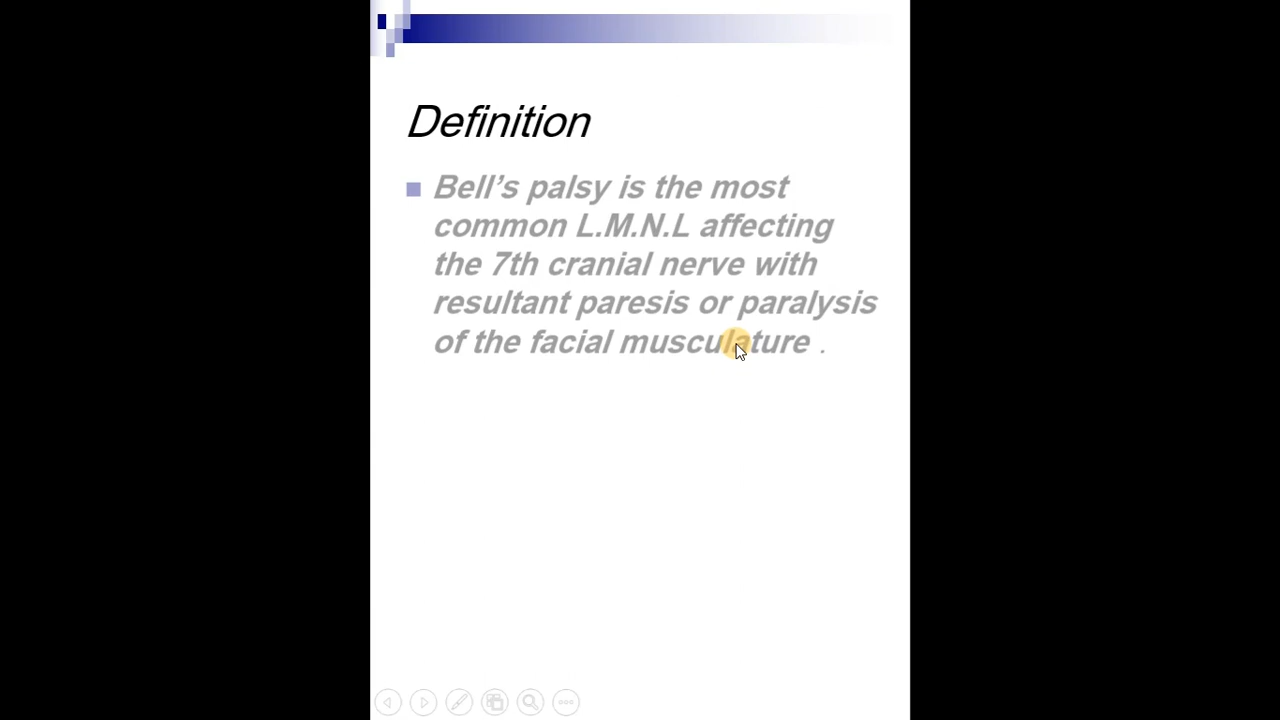 Definition
Bell’s palsy is the most
common L.M.N.L affecting
the 7th cranial nerve with
resultant paresis or paralysis
of the facial musculature .